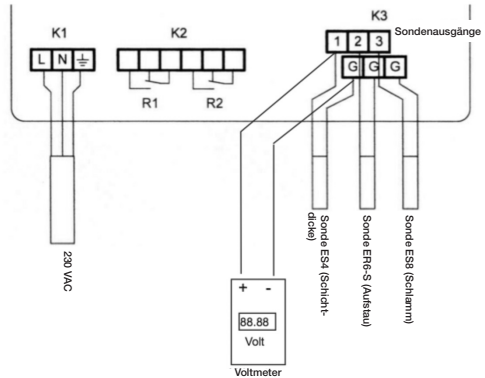 K3
Sondenausgänge
K1
K2
1 2 3
L N
G G G
R1
R2
230 VAC
Sonde ES4 (Schicht-
dicke)
Sonde ER6-S (Aufstau)
Sonde ES8 (Schlamm)
+ -
88.88
Volt
Voltmeter